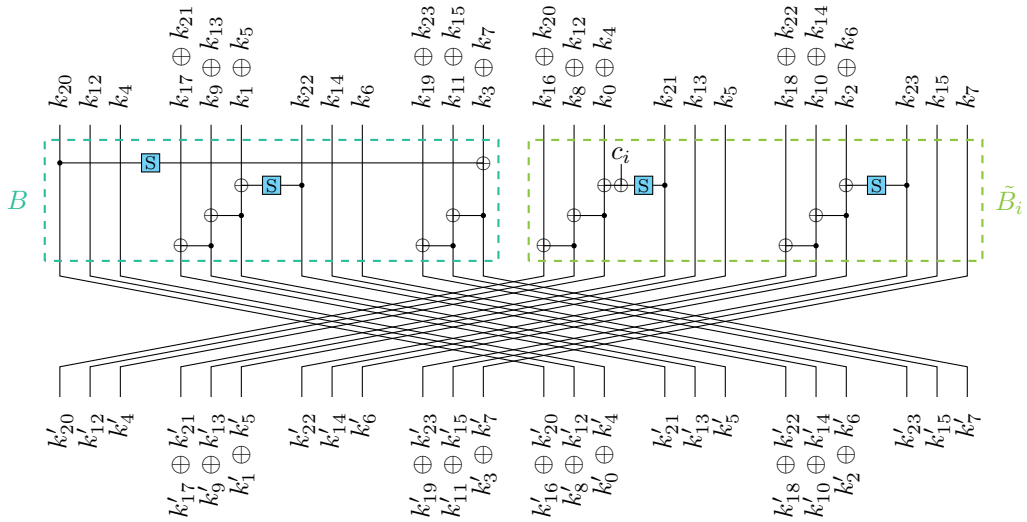 k₂₀ k₁₂ k₄ k₁₇ ⊕ k₂₁ k₉ ⊕ k₁₃ k₁ ⊕ k₅ k₂₂ k₁₄ k₆ k₁₉ ⊕ k₂₃ k₁₁ ⊕ k₁₅ k₃ ⊕ k₇ k₁₆ ⊕ k₂₀ k₈ ⊕ k₁₂ k₀ ⊕ k₄ k₂₁ k₁₃ k₅ k₁₈ ⊕ k₂₂ k₁₀ ⊕ k₁₄ k₂ ⊕ k₆ k₂₃ k₁₅ k₇
cᵢ
S
S S S
B B̃ᵢ
k′₂₀ k′₁₂ k′₄ k′₁₇ ⊕ k′₂₁ k′₉ ⊕ k′₁₃ k′₁ ⊕ k′₅ k′₂₂ k′₁₄ k′₆ k′₁₉ ⊕ k′₂₃ k′₁₁ ⊕ k′₁₅ k′₃ ⊕ k′₇ k′₁₆ ⊕ k′₂₀ k′₈ ⊕ k′₁₂ k′₀ ⊕ k′₄ k′₂₁ k′₁₃ k′₅ k′₁₈ ⊕ k′₂₂ k′₁₀ ⊕ k′₁₄ k′₂ ⊕ k′₆ k′₂₃ k′₁₅ k′₇